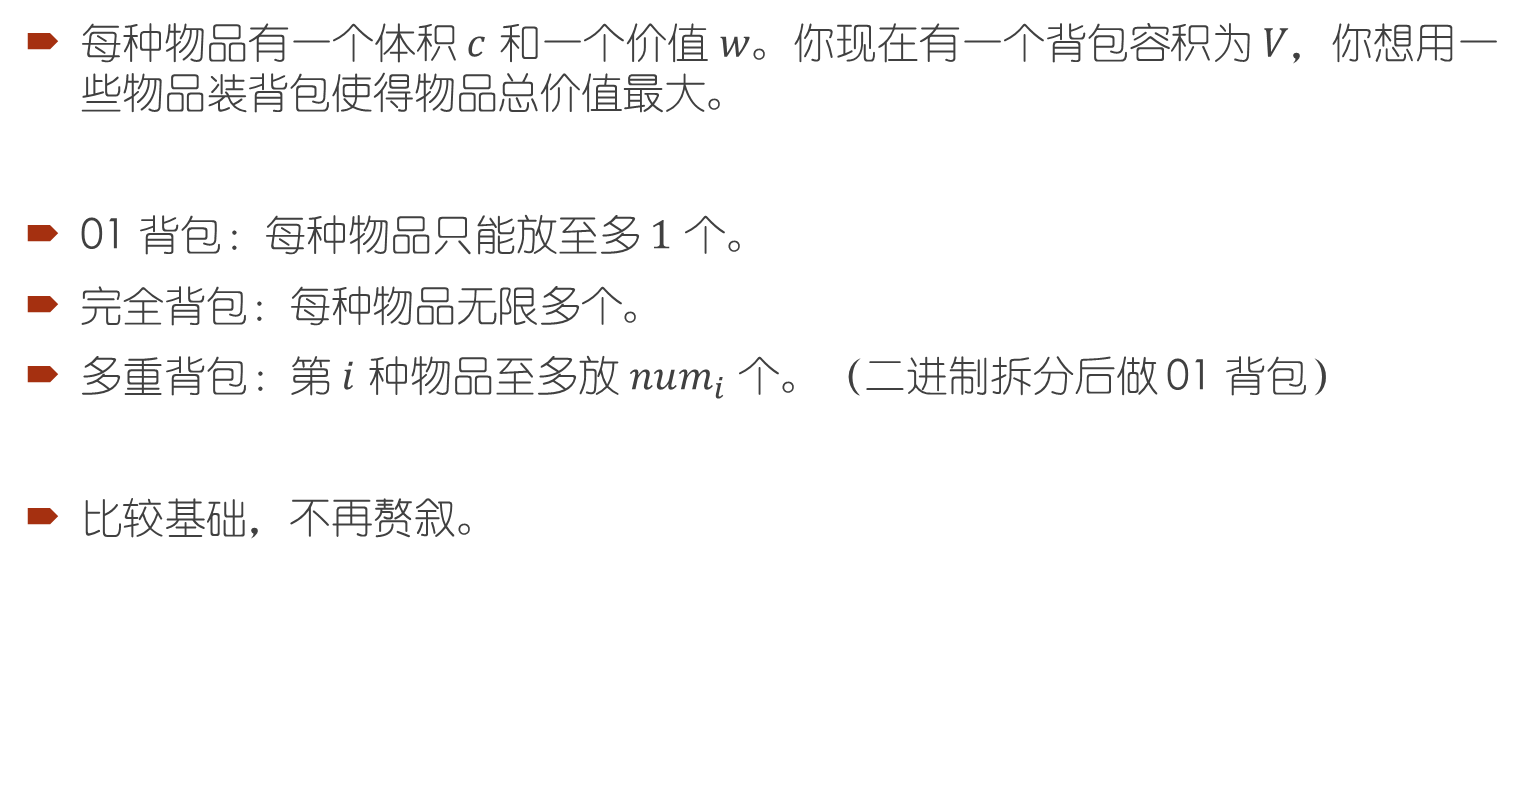 每种物品有一个体积 c 和一个价值 w。你现在有一个背包容积为 V，你想用一
些物品装背包使得物品总价值最大。
01 背包：每种物品只能放至多 1 个。
完全背包：每种物品无限多个。
多重背包：第 i 种物品至多放 numᵢ 个。（二进制拆分后做 01 背包）
比较基础，不再赘叙。